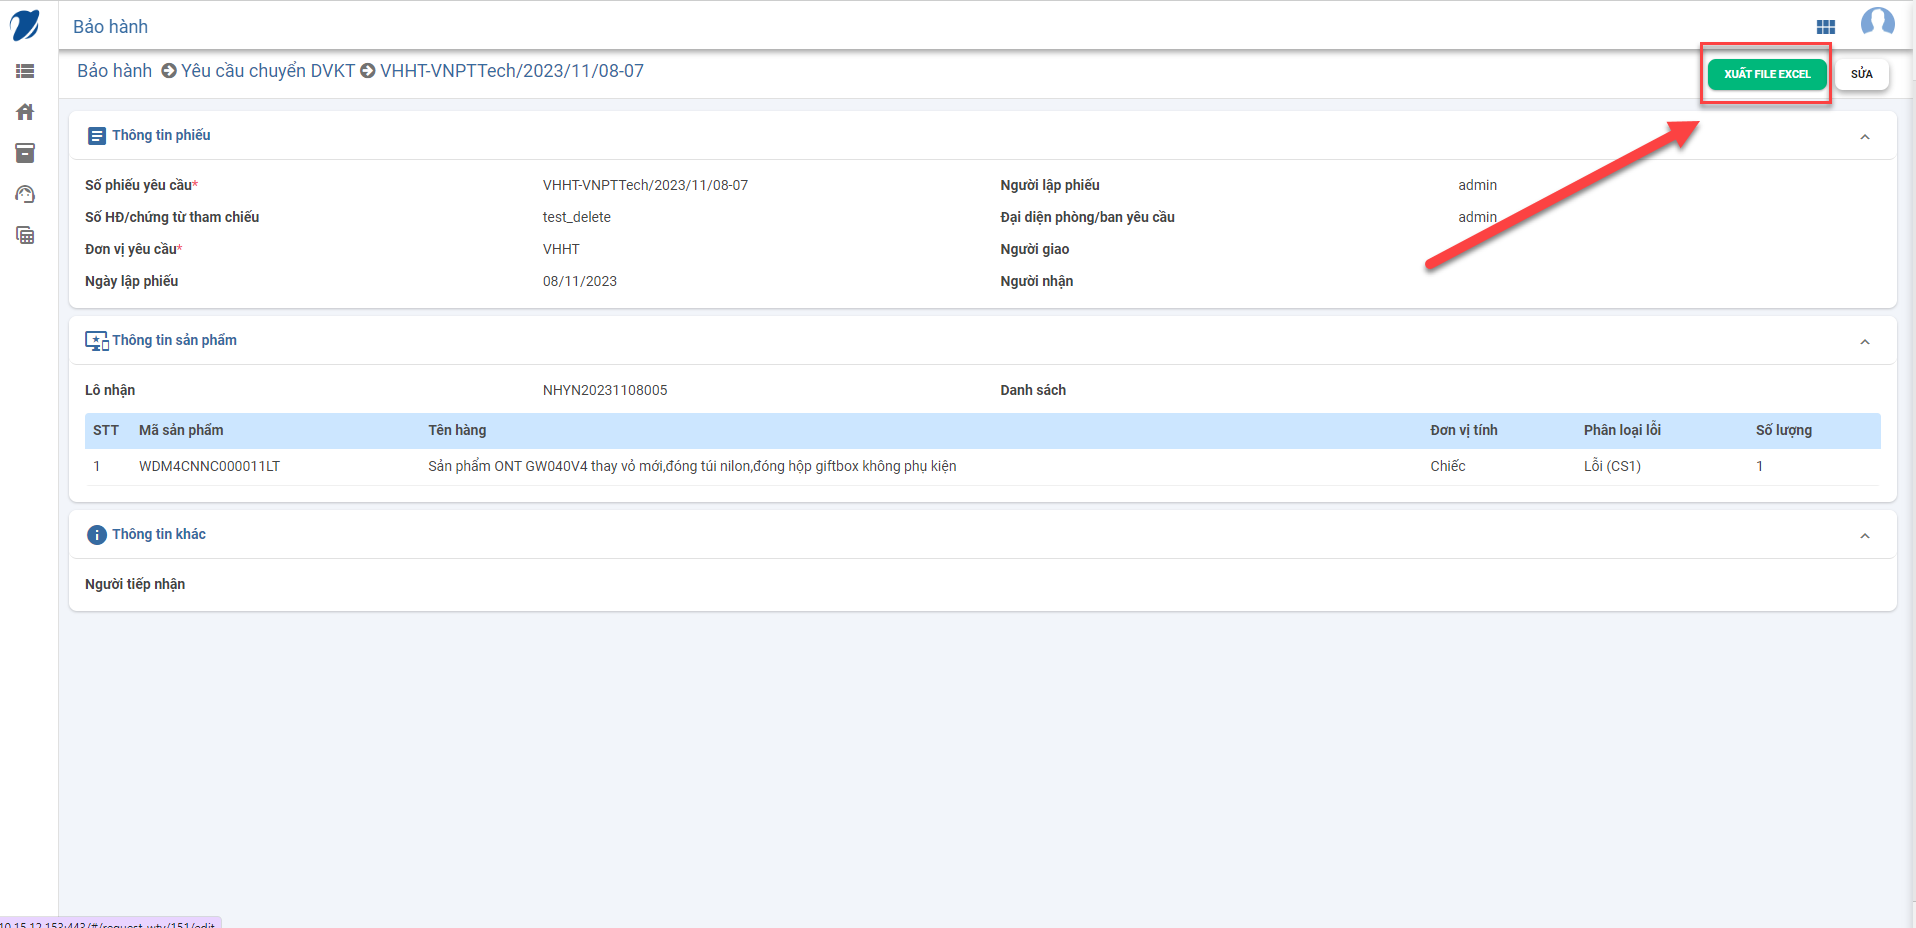 Bảo hành
Bảo hành Yêu cầu chuyển DVKT VHHT-VNPTTech/2023/11/08-07
XUẤT FILE EXCEL
SỬA
Thông tin phiếu
Số phiếu yêu cầu* VHHT-VNPTTech/2023/11/08-07 Người lập phiếu admin
Số HĐ/chứng từ tham chiếu test_delete Đại diện phòng/ban yêu cầu admin
Đơn vị yêu cầu* VHHT Người giao
Ngày lập phiếu 08/11/2023 Người nhận
Thông tin sản phẩm
Lô nhận NHYN20231108005 Danh sách
STT Mã sản phẩm Tên hàng Đơn vị tính Phân loại lỗi Số lượng
1 WDM4CNNC000011LT Sản phẩm ONT GW040V4 thay vỏ mới,đóng túi nilon,đóng hộp giftbox không phụ kiện Chiếc Lỗi (CS1) 1
Thông tin khác
Người tiếp nhận
10.15.12.153:443/#/request-wtv/151/edit